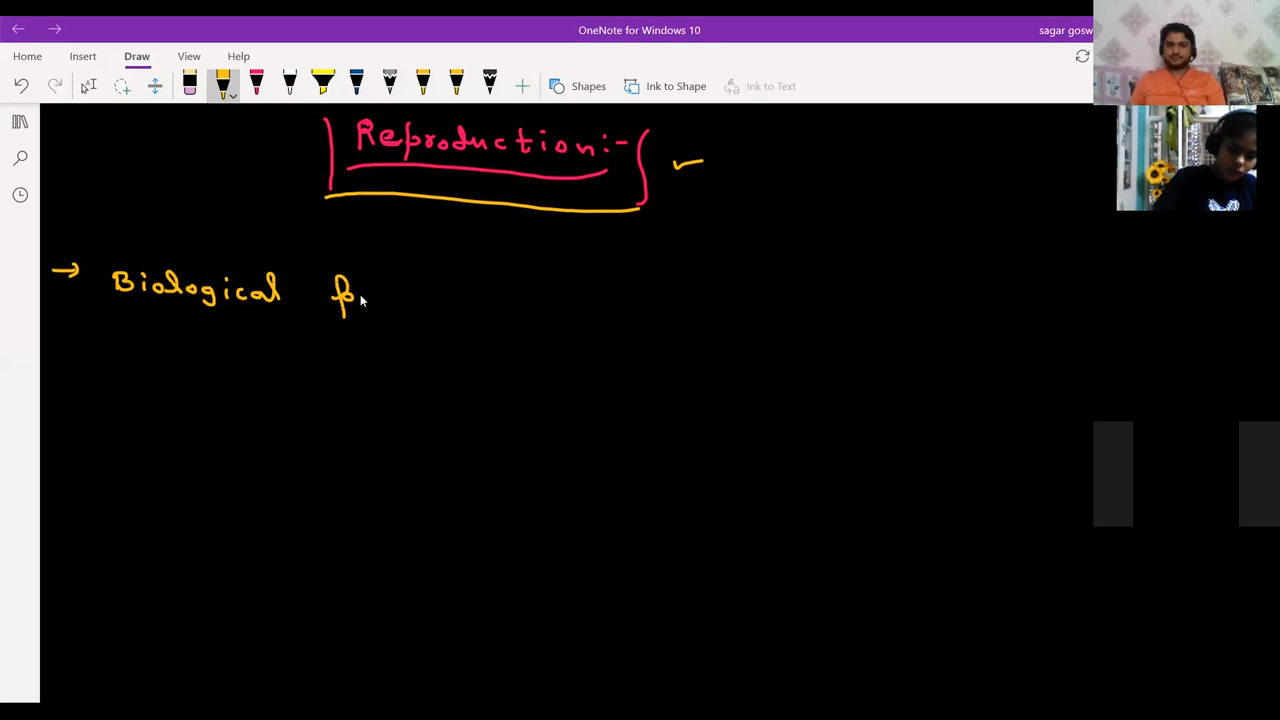 OneNote for Windows 10
sagar gosw
Home Insert Draw View Help
Shapes Ink to Shape Ink to Text
Reproduction:-
→ Biological p